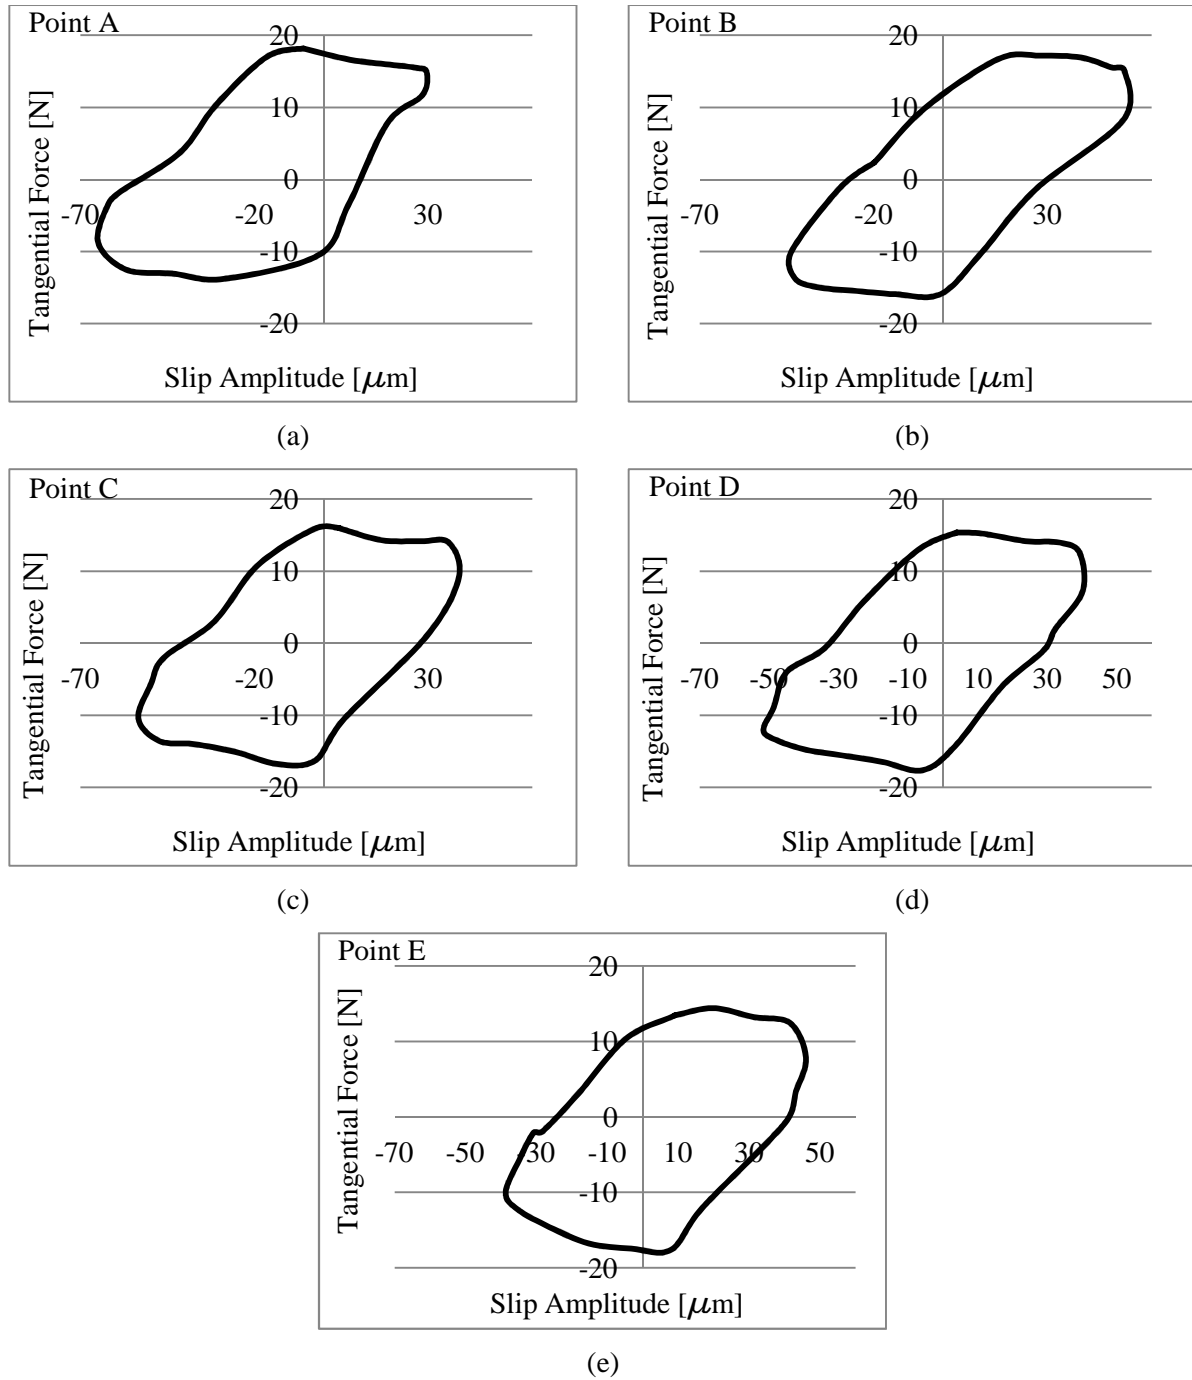 Point A
20
10
0
-10
-20
-70 -20 30
Tangential Force [N]
Slip Amplitude [μm]
(a)
Point B
20
10
0
-10
-20
-70 -20 30
Tangential Force [N]
Slip Amplitude [μm]
(b)
Point C
20
10
0
-10
-20
-70 -20 30
Tangential Force [N]
Slip Amplitude [μm]
(c)
Point D
20
10
0
-10
-20
-70 -50 -30 -10 10 30 50
Tangential Force [N]
Slip Amplitude [μm]
(d)
Point E
20
10
0
-10
-20
-70 -50 -30 -10 10 30 50
Tangential Force [N]
Slip Amplitude [μm]
(e)